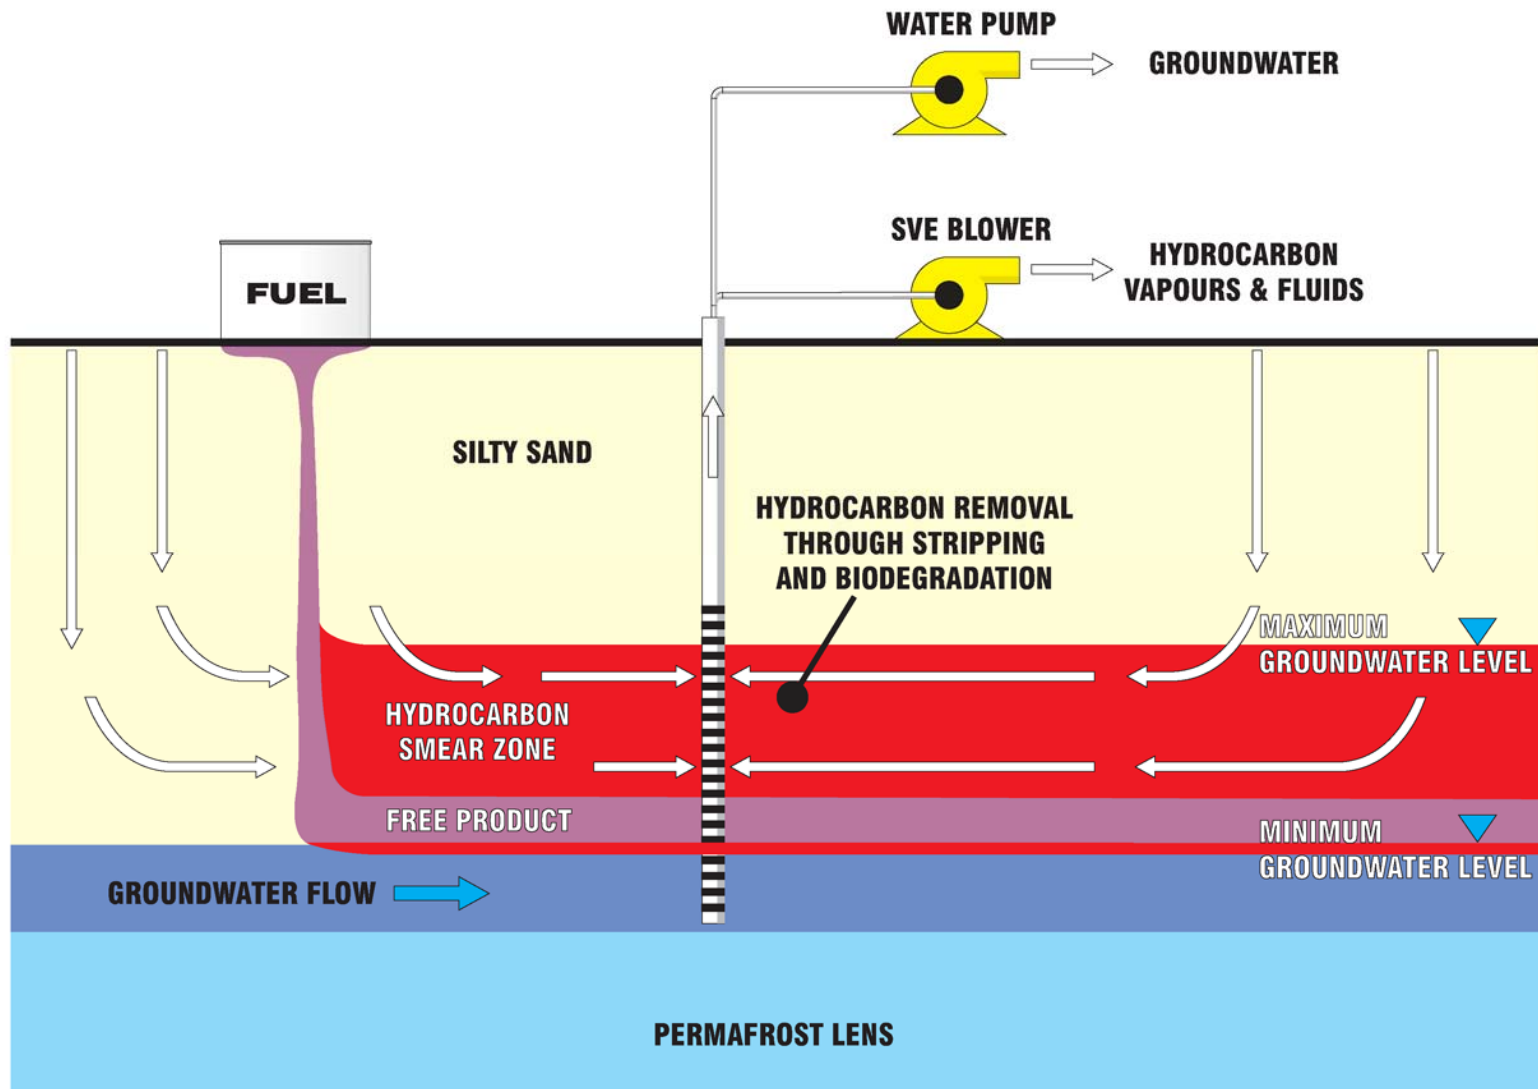 WATER PUMP
GROUNDWATER
SVE BLOWER
HYDROCARBON
VAPOURS & FLUIDS
FUEL
SILTY SAND
HYDROCARBON REMOVAL
THROUGH STRIPPING
AND BIODEGRADATION
MAXIMUM
GROUNDWATER LEVEL
HYDROCARBON
SMEAR ZONE
FREE PRODUCT
MINIMUM
GROUNDWATER LEVEL
GROUNDWATER FLOW
PERMAFROST LENS